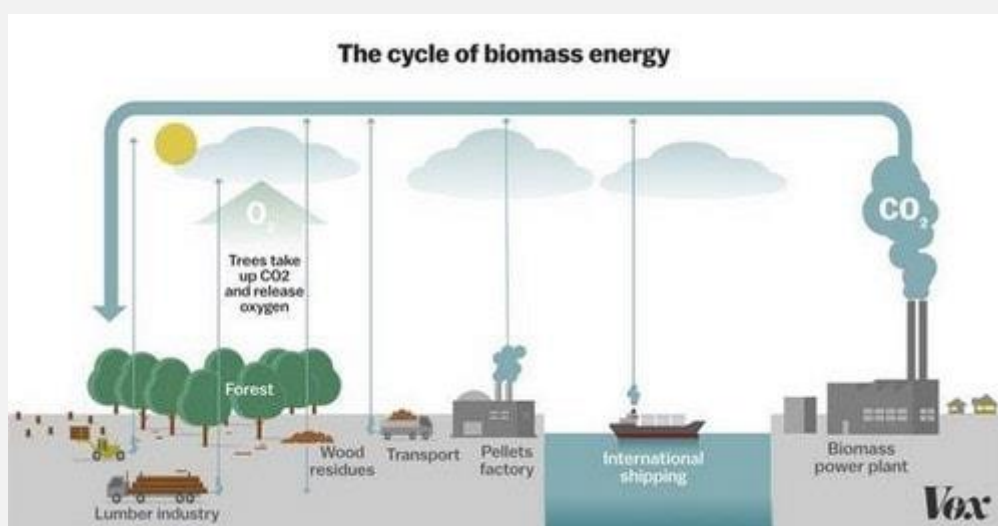 The cycle of biomass energy
O₂
CO₂
Trees take
up CO2
and release
oxygen
Forest
Wood
residues
Transport
Pellets
factory
International
shipping
Biomass
power plant
Lumber industry
Vox